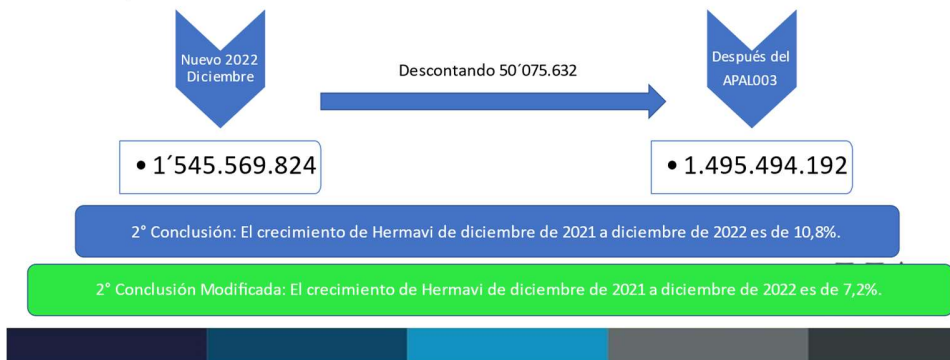 Nuevo 2022
Diciembre
Descontando 50´075.632
Después del
APAL003
• 1´545.569.824
• 1.495.494.192
2° Conclusión: El crecimiento de Hermavi de diciembre de 2021 a diciembre de 2022 es de 10,8%.
2° Conclusión Modificada: El crecimiento de Hermavi de diciembre de 2021 a diciembre de 2022 es de 7,2%.